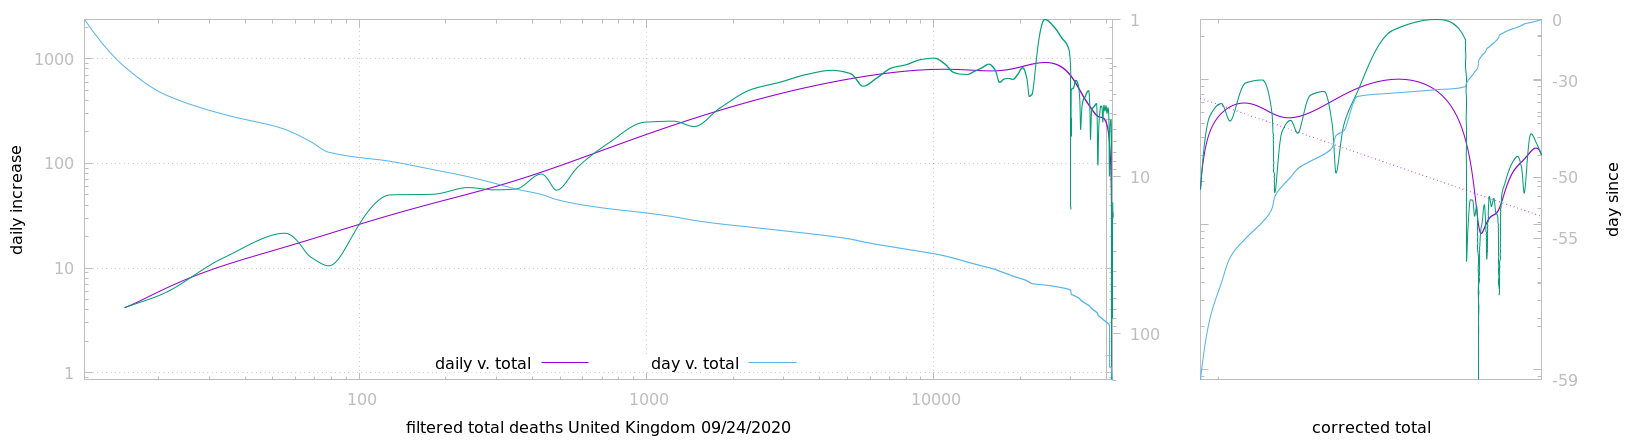 1000
100
10
1
daily increase
100
1000
10000
filtered total deaths United Kingdom 09/24/2020
daily v. total
day v. total
1
10
100
0
-30
-50
-55
-59
day since
corrected total